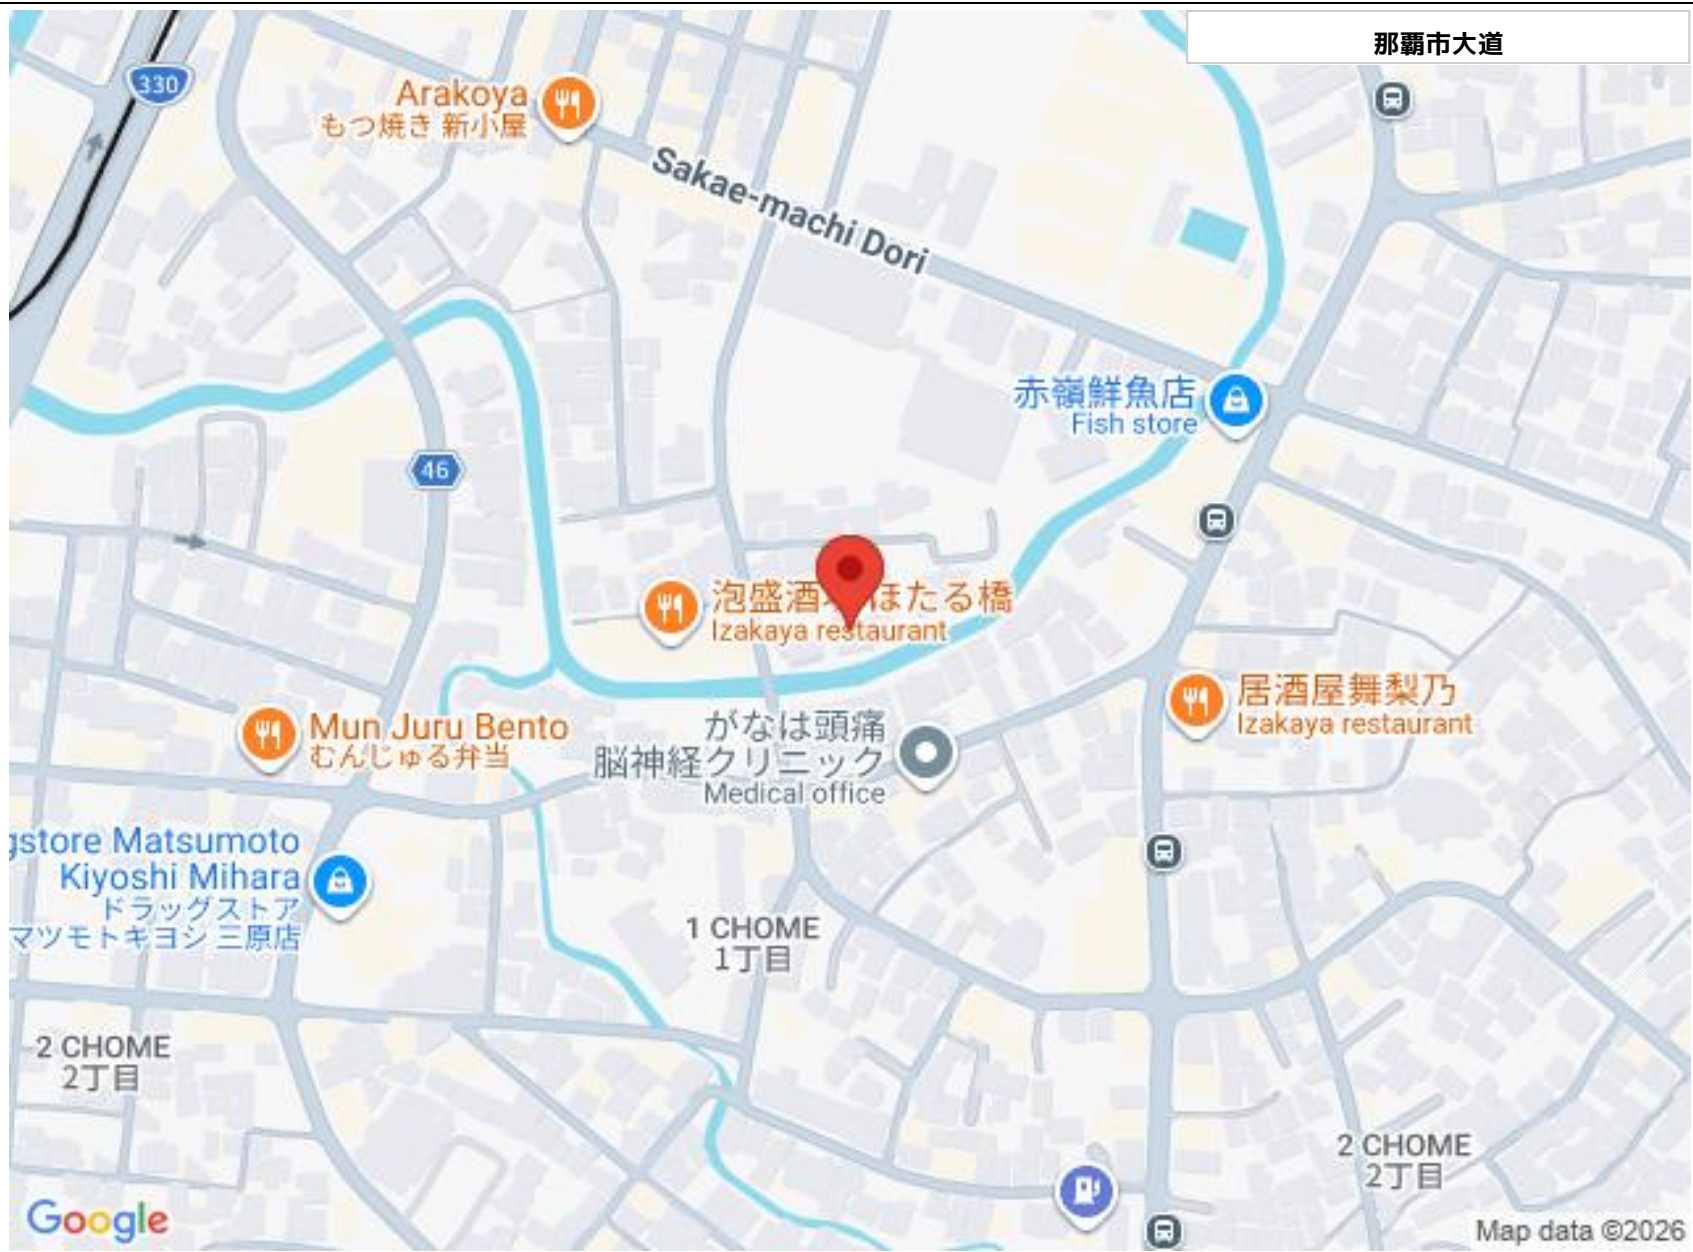 那覇市大道
330
Arakoya
もつ焼き 新小屋
Sakae-machi Dori
赤嶺鮮魚店
Fish store
46
泡盛酒
ほたる橋
Izakaya restaurant
居酒屋舞梨乃
Izakaya restaurant
Mun Juru Bento
むんじゅる弁当
がなは頭痛
脳神経クリニック
Medical office
gstore Matsumoto
Kiyoshi Mihara
ドラッグストア
マツモトキヨシ 三原店
1 CHOME
1丁目
2 CHOME
2丁目
2 CHOME
2丁目
Google
Map data ©2026